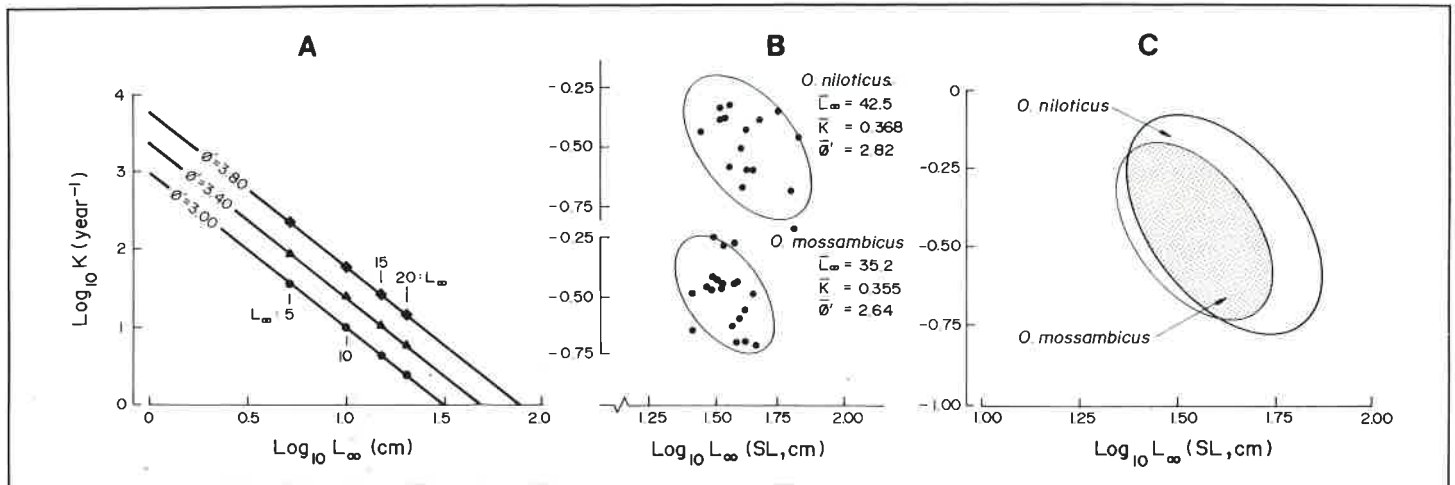 A
4
3
2
1
0
Log10 K (year⁻¹)
Ø'=3.80
Ø'=3.40
Ø'=3.00
L∞: 5
10
15
20:L∞
0
0.5
1.0
1.5
2.0
Log10 L∞ (cm)
B
-0.25
-0.50
-0.75
-0.25
-0.50
-0.75
O. niloticus
L̅∞ = 42.5
K̅ = 0.368
Ø̅' = 2.82
O. mossambicus
L̅∞ = 35.2
K̅ = 0.355
Ø̅' = 2.64
1.25
1.50
1.75
2.00
Log10 L∞ (SL, cm)
C
0
-0.25
-0.50
-0.75
-1.00
O. niloticus
O. mossambicus
1.00
1.50
1.75
2.00
Log10 L∞ (SL, cm)